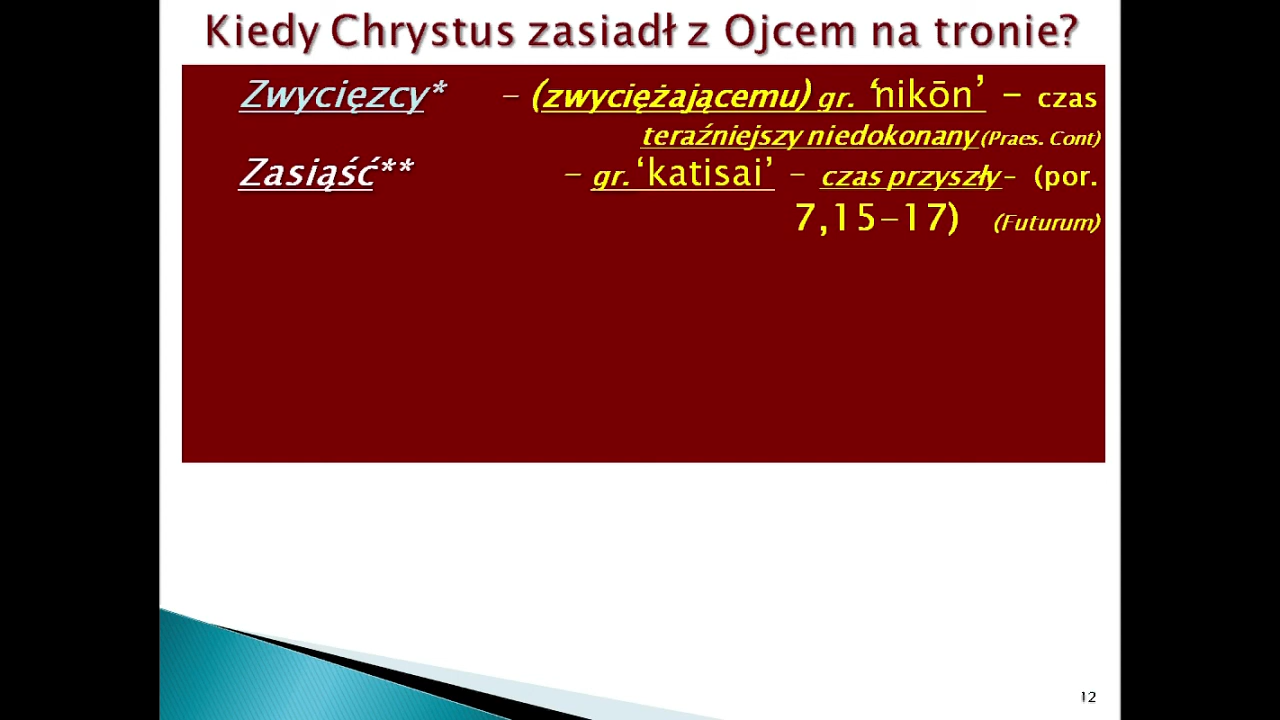 Kiedy Chrystus zasiadł z Ojcem na tronie?
Zwycięzcy* – (zwyciężającemu) gr. ‘nikōn’ – czas
teraźniejszy niedokonany (Praes. Cont)
Zasiąść** – gr. ‘katisai’ – czas przyszły – (por.
7,15–17) (Futurum)
12